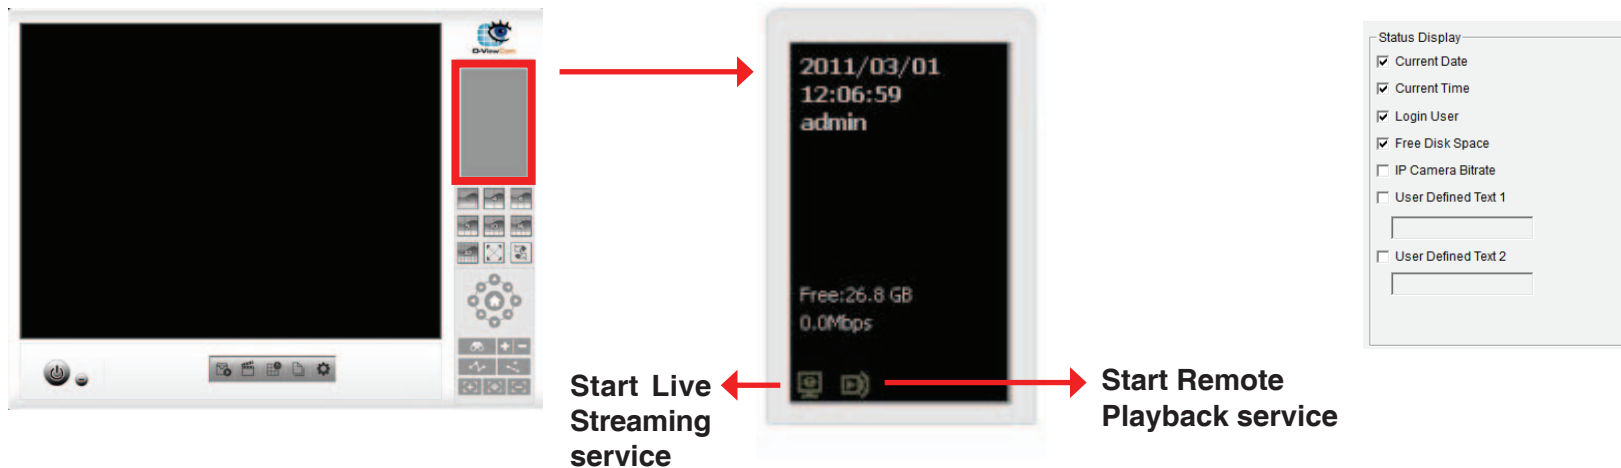 D-ViewCam
2011/03/01
12:06:59
admin
Free:26.8 GB
0.0Mbps
Start Live
Streaming
service
Start Remote
Playback service
Status Display
Current Date
Current Time
Login User
Free Disk Space
IP Camera Bitrate
User Defined Text 1
User Defined Text 2